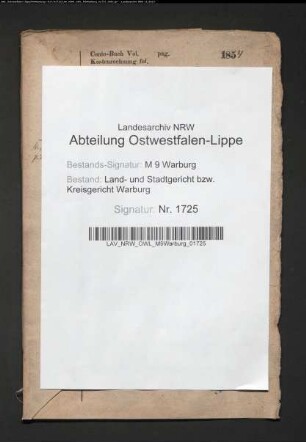 Conto-Buch Vol. pag. 1854
Kostenrechnung fol.
Landesarchiv NRW
Abteilung Ostwestfalen-Lippe
Bestands-Signatur: M 9 Warburg
Bestand: Land- und Stadtgericht bzw.
Kreisgericht Warburg
Signatur: Nr. 1725
LAV_NRW_OWL_M9Warburg_01725